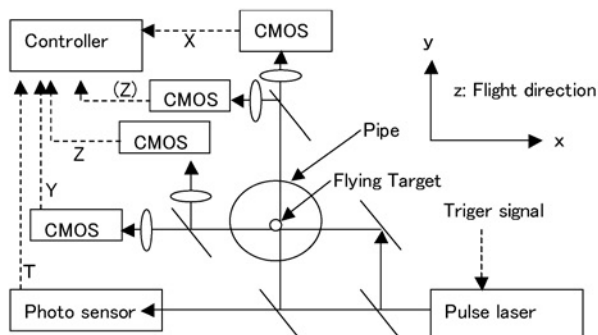 Controller
X
CMOS
y
(Z)
CMOS
z: Flight direction
Pipe
x
Z
CMOS
Flying Target
Y
CMOS
Triger signal
T
Photo sensor
Pulse laser